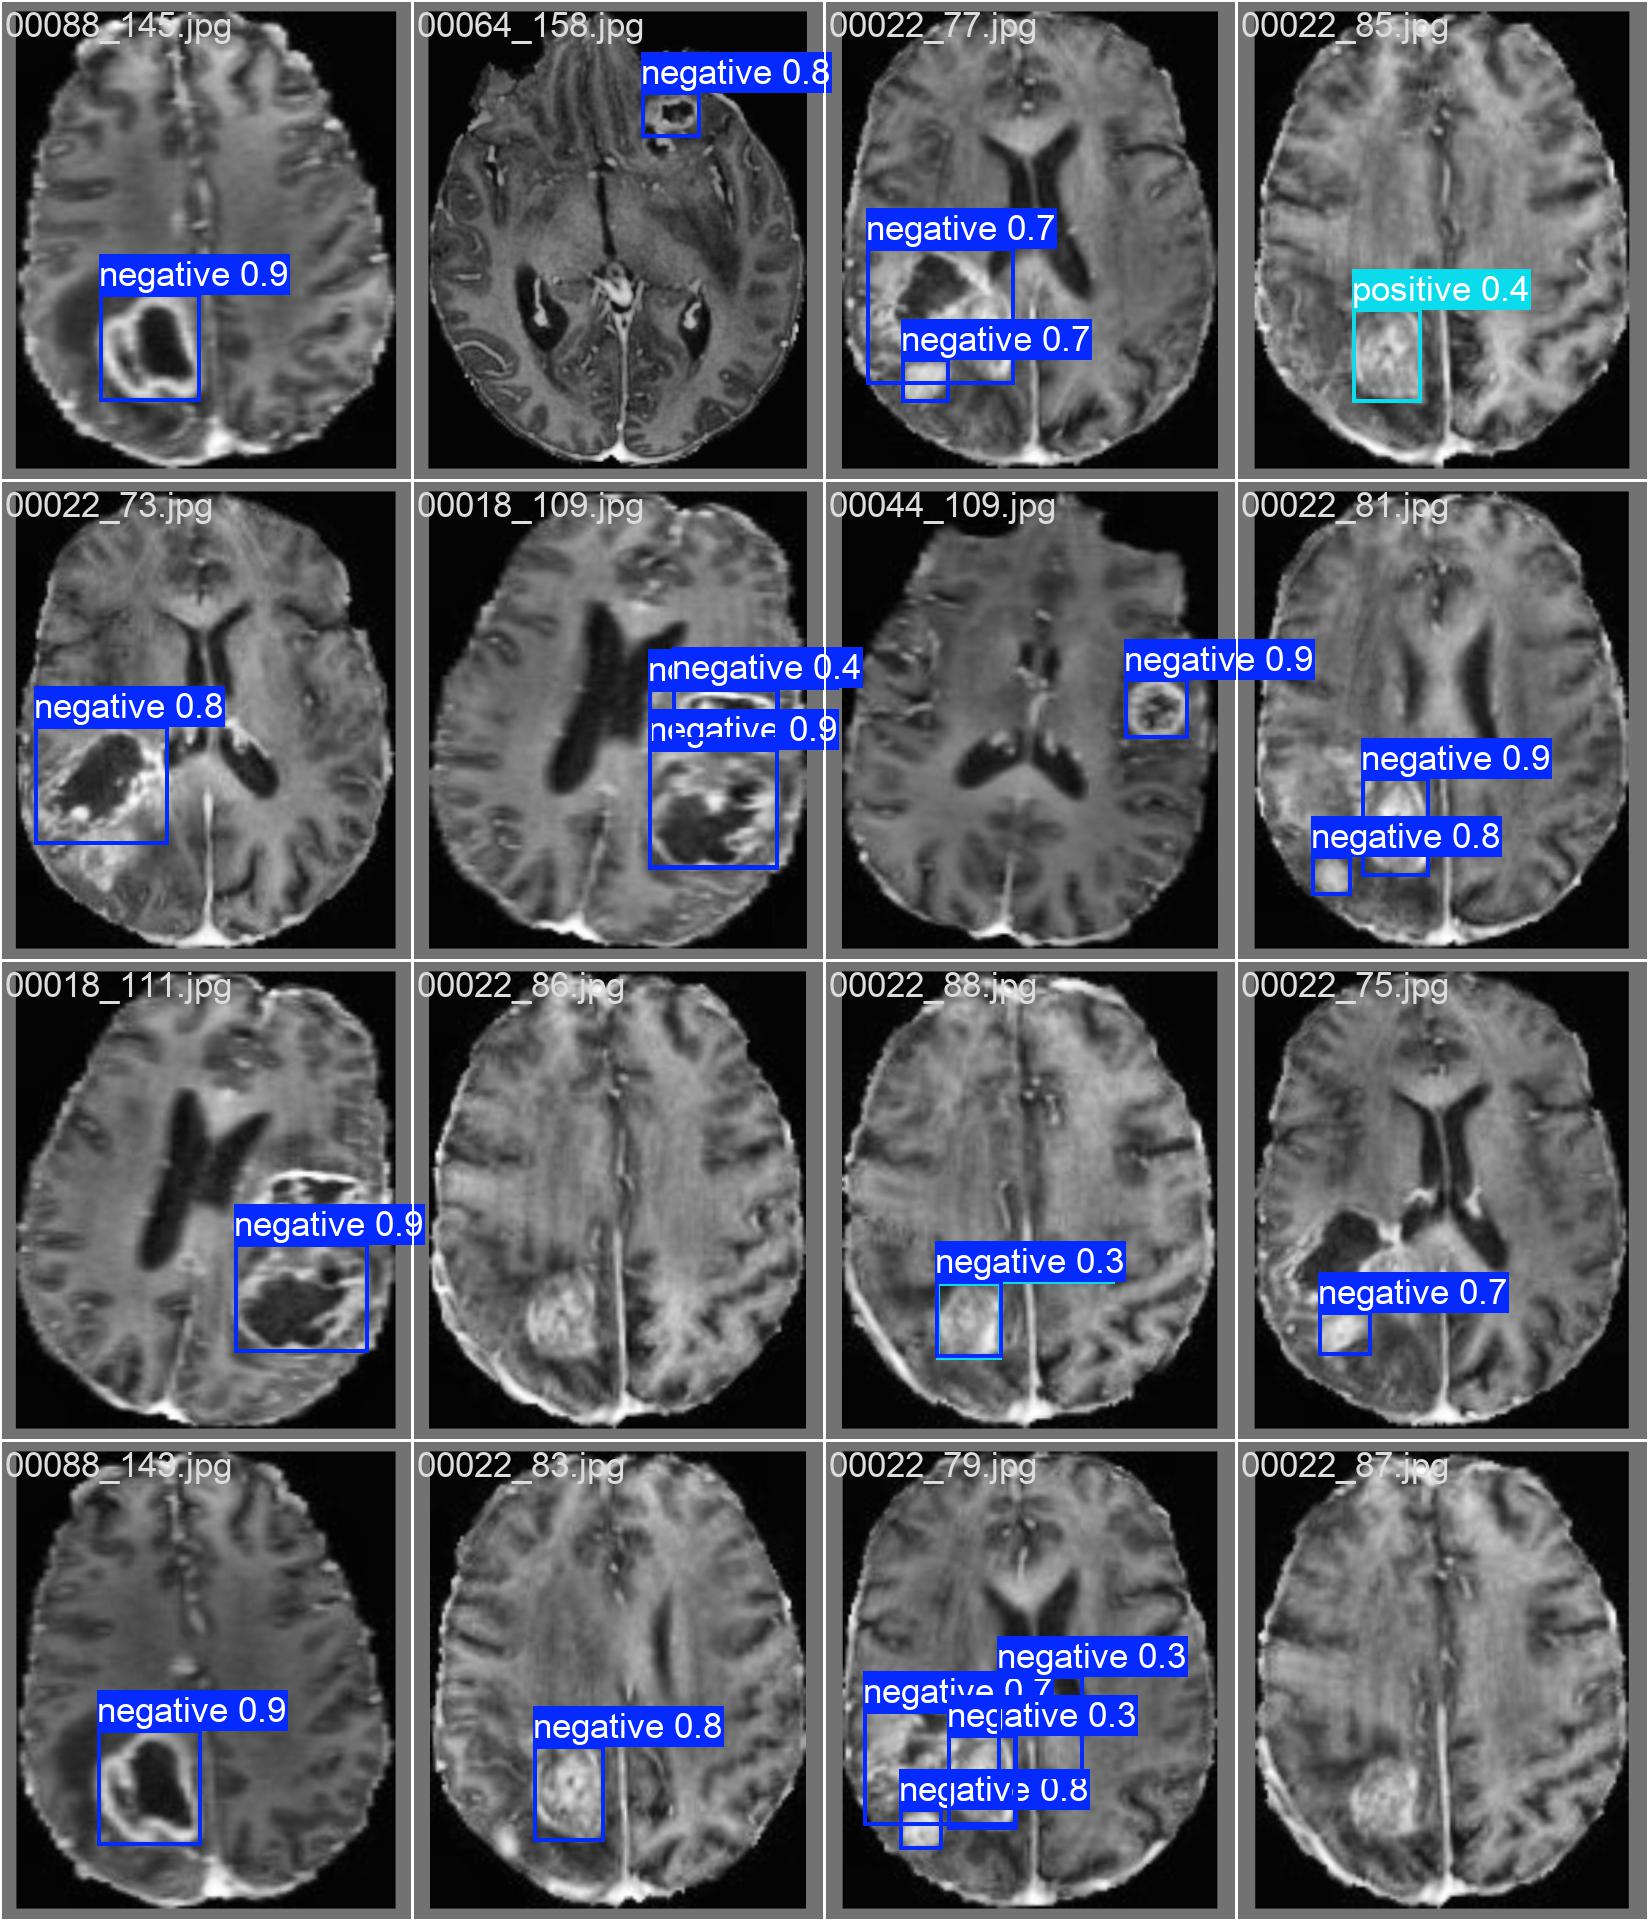 00088_145.jpg
negative 0.9
00064_158.jpg
negative 0.8
00022_77.jpg
negative 0.7
negative 0.7
00022_85.jpg
positive 0.4
00022_73.jpg
negative 0.8
00018_109.jpg
negative 0.4
negative 0.9
00044_109.jpg
negative 0.9
00022_81.jpg
negative 0.9
negative 0.8
00018_111.jpg
negative 0.9
00022_86.jpg
00022_88.jpg
negative 0.3
00022_75.jpg
negative 0.7
00088_143.jpg
negative 0.9
00022_83.jpg
negative 0.8
00022_79.jpg
negative 0.3
negative 0.7
negative 0.3
negative 0.8
00022_87.jpg